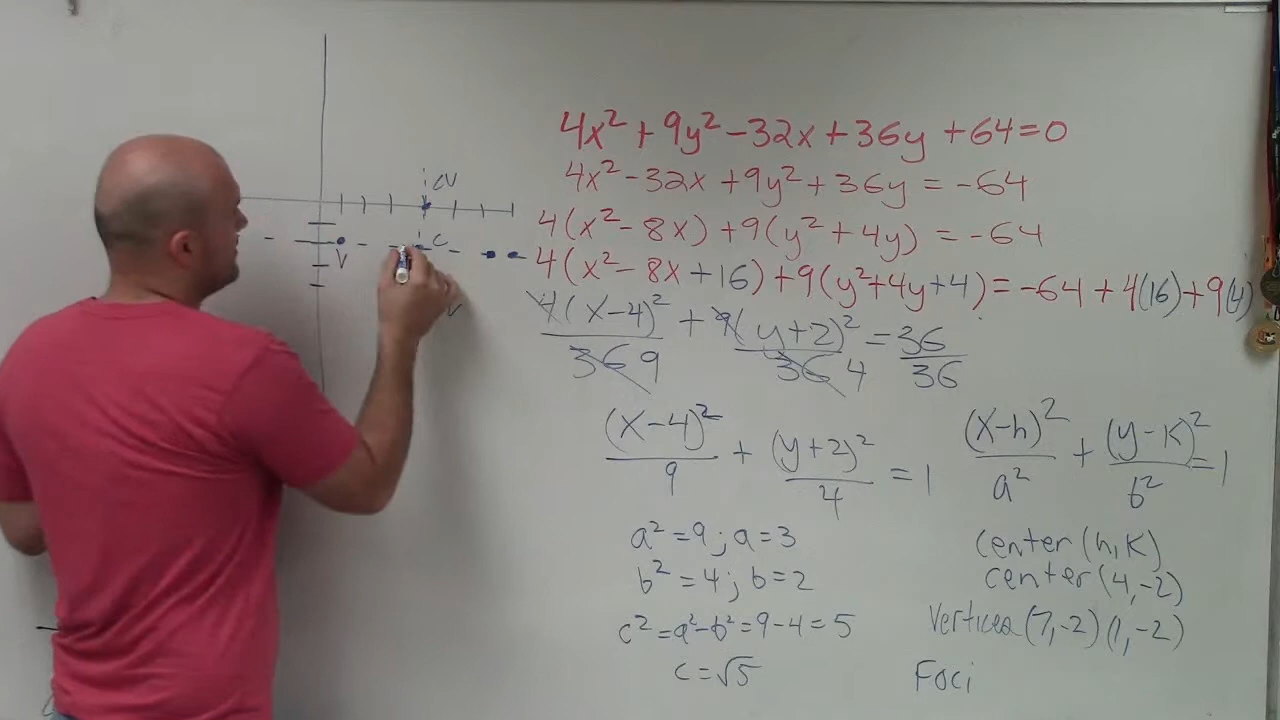 4x² + 9y² - 32x + 36y + 64 = 0
4x² - 32x + 9y² + 36y = -64
4(x² - 8x) + 9(y² + 4y) = -64
4(x² - 8x + 16) + 9(y² + 4y + 4) = -64 + 4(16) + 9(4)
4(x-4)² + 9(y+2)² = 36
36 9 36 4 36
(x-4)² + (y+2)² = 1
9 4
(x-h)² + (y-k)² = 1
a² b²
a² = 9; a = 3
b² = 4; b = 2
c² = a² - b² = 9 - 4 = 5
c = √5
center (h, k)
center (4, -2)
Vertices (7, -2) (1, -2)
Foci
CV
C
V
V